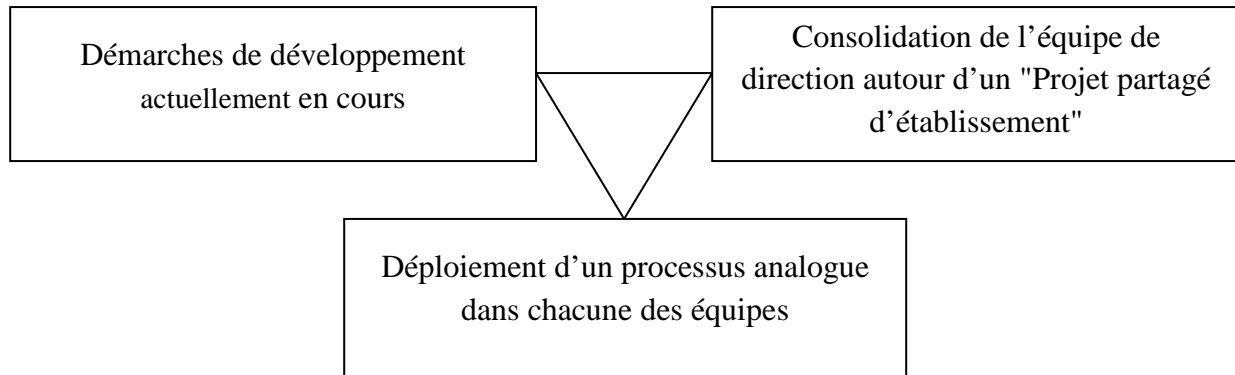 Démarches de développement
actuellement en cours
Consolidation de l’équipe de
direction autour d’un "Projet partagé
d’établissement"
Déploiement d’un processus analogue
dans chacune des équipes